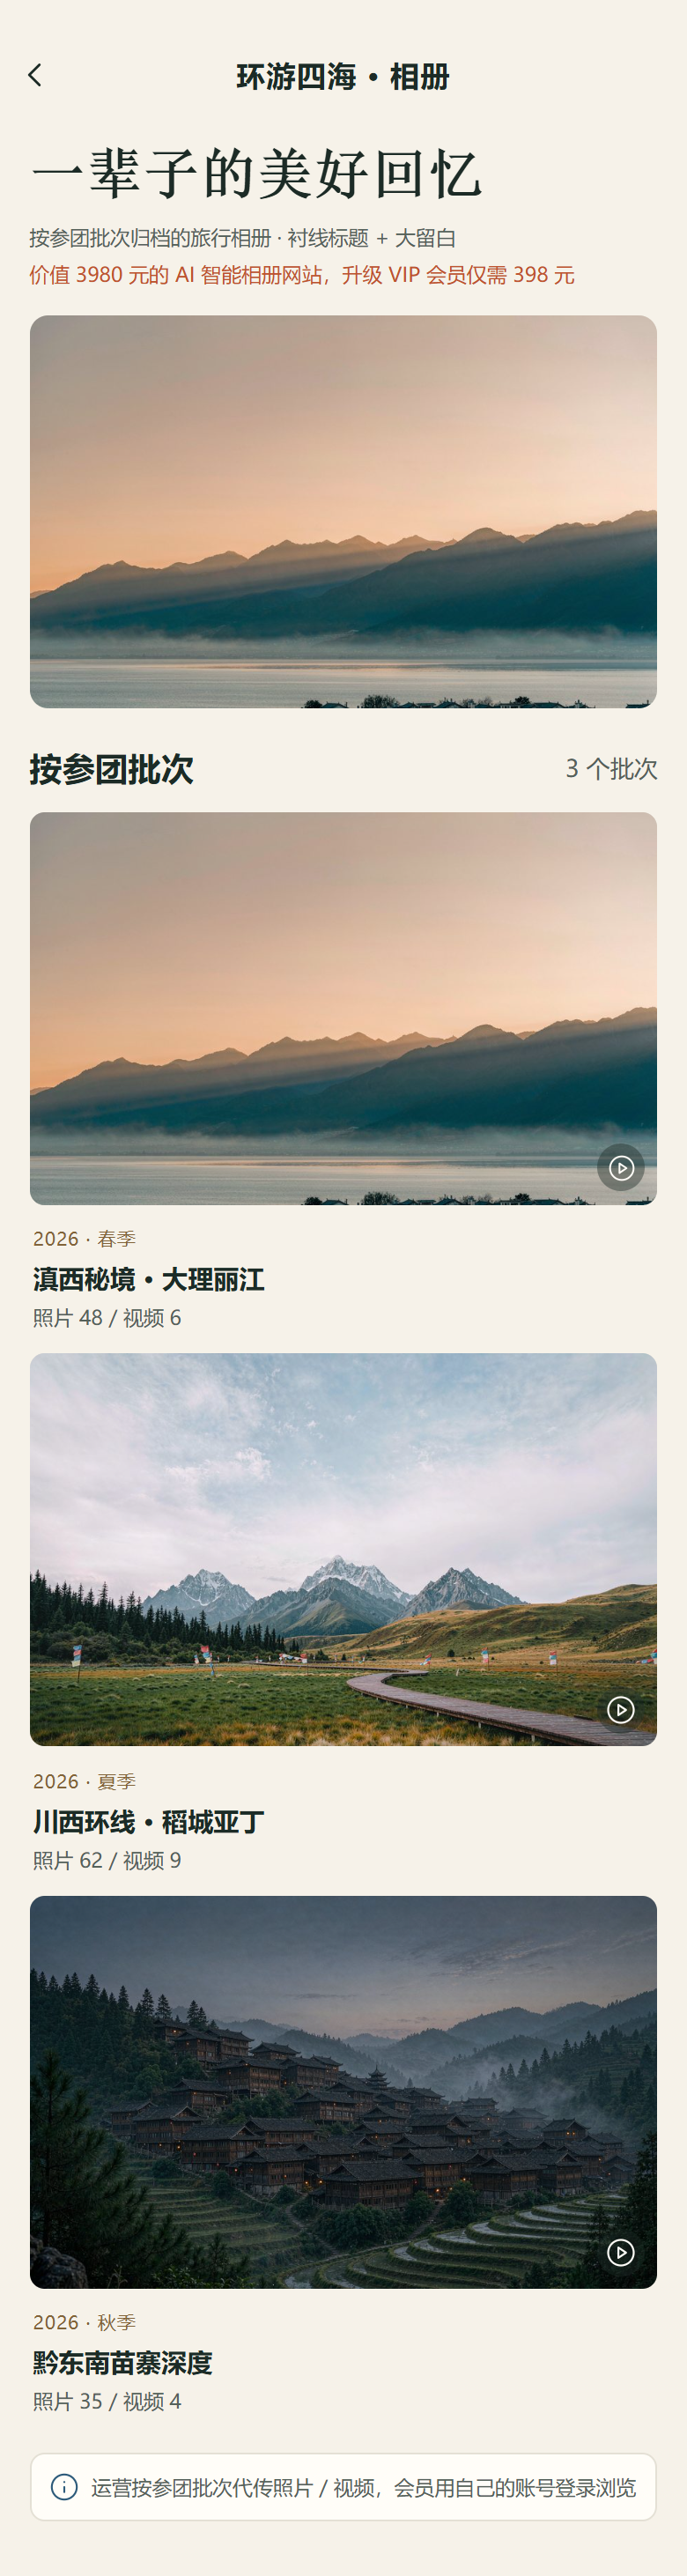 环游四海·相册
一辈子的美好回忆
按参团批次归档的旅行相册 · 衬线标题 + 大留白
价值 3980 元的 AI 智能相册网站，升级 VIP 会员仅需 398 元
按参团批次
3 个批次
2026 · 春季
滇西秘境·大理丽江
照片 48 / 视频 6
2026 · 夏季
川西环线·稻城亚丁
照片 62 / 视频 9
2026 · 秋季
黔东南苗寨深度
照片 35 / 视频 4
运营按参团批次代传照片 / 视频，会员用自己的账号登录浏览